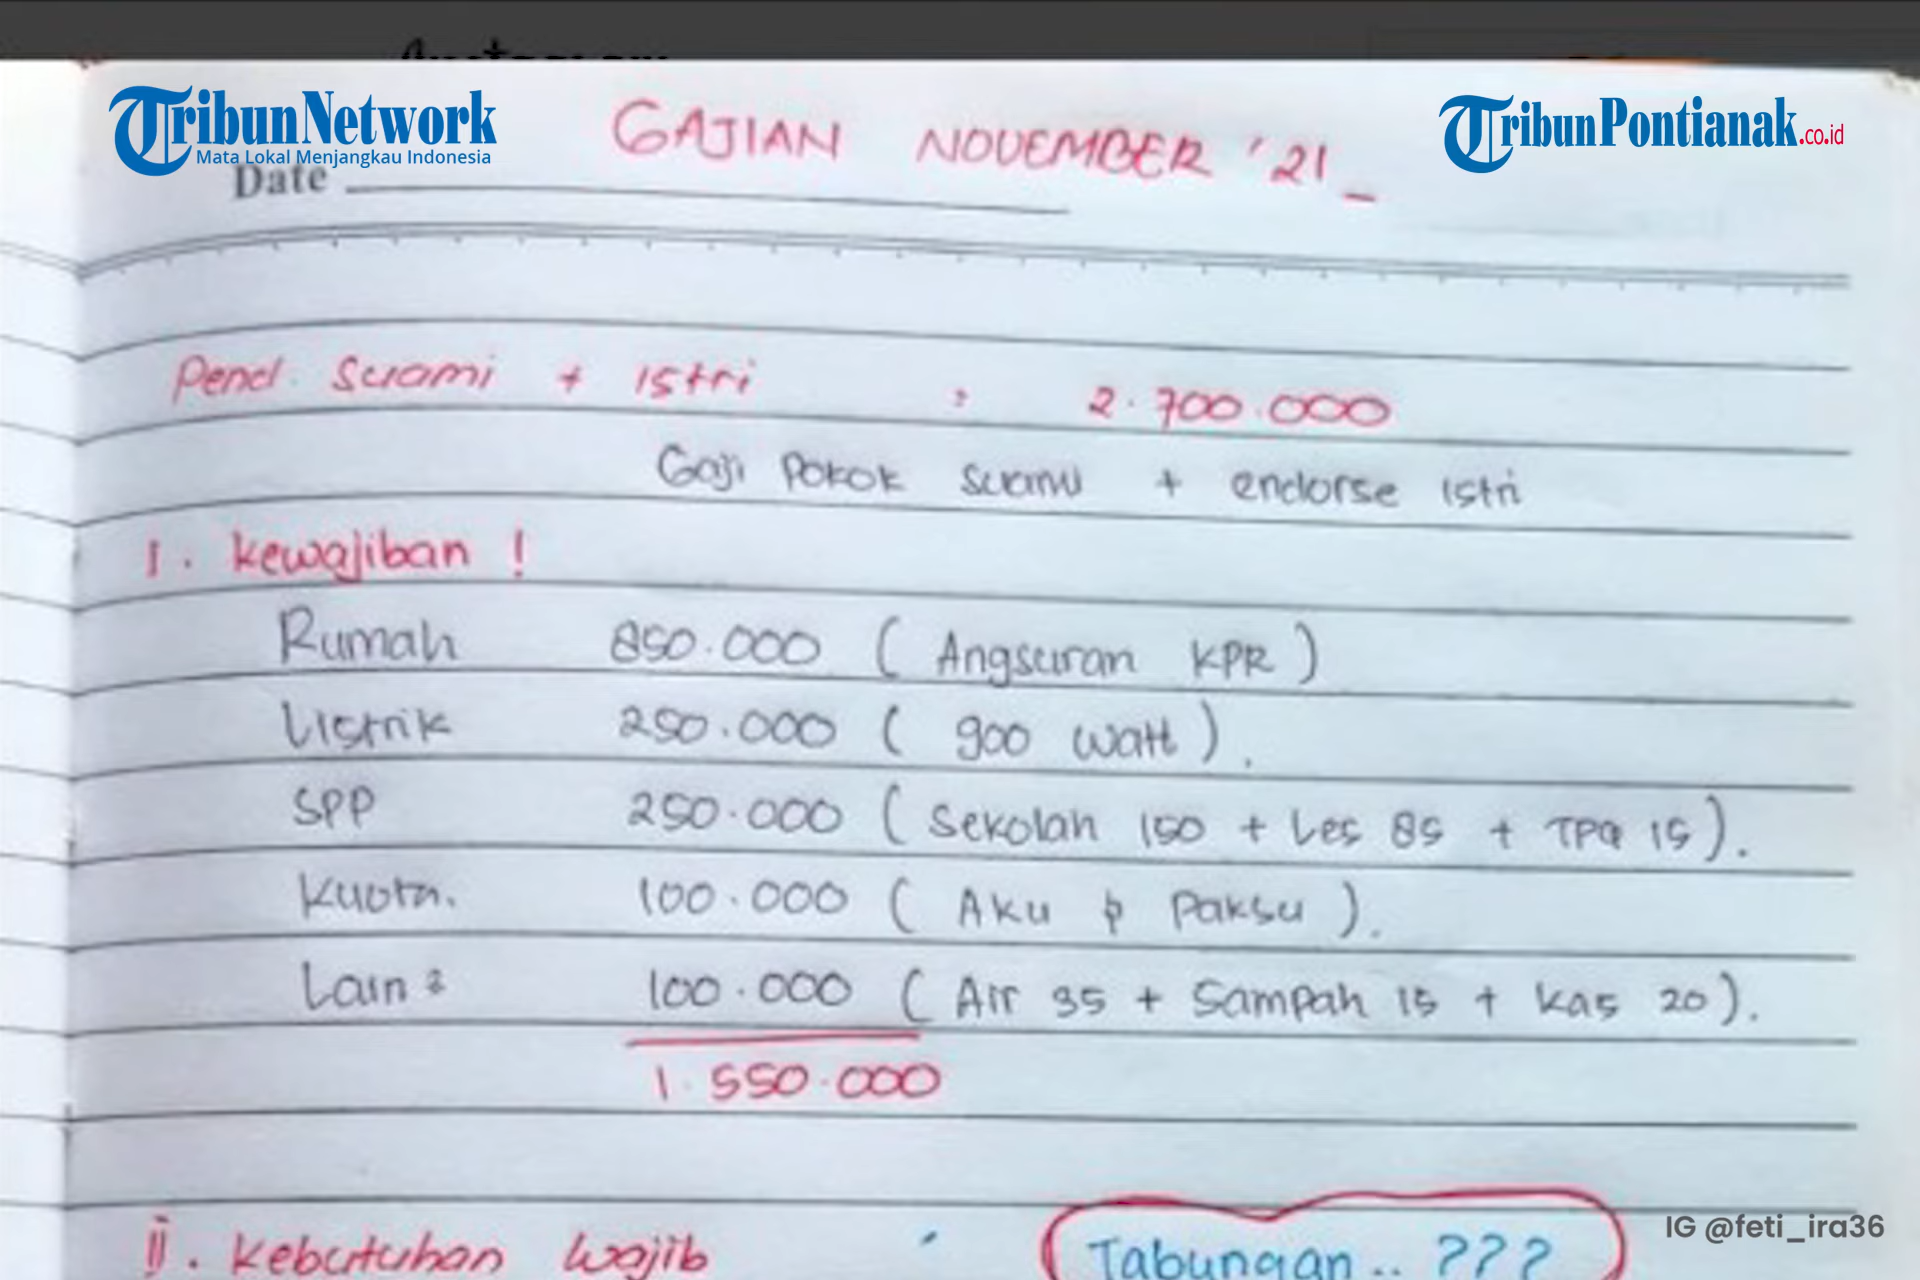 TribunNetwork
Mata Lokal Menjangkau Indonesia
GAJIAN NOVEMBER '21
TribunPontianak.co.id
Date
Pend. Suami + Istri : 2.700.000
Gaji Pokok Suami + endorse istri
I. Kewajiban !
Rumah 850.000 ( Angsuran KPR )
Listrik 250.000 ( 900 watt ).
SPP 250.000 ( Sekolah 150 + Les 85 + TPQ 15 ).
Kuota. 100.000 ( Aku & Paksu ).
Lain2 100.000 ( Air 35 + Sampah 15 + Kas 20 ).
1.550.000
II. Kebutuhan wajib
Tabungan.. ???
IG @feti_ira36